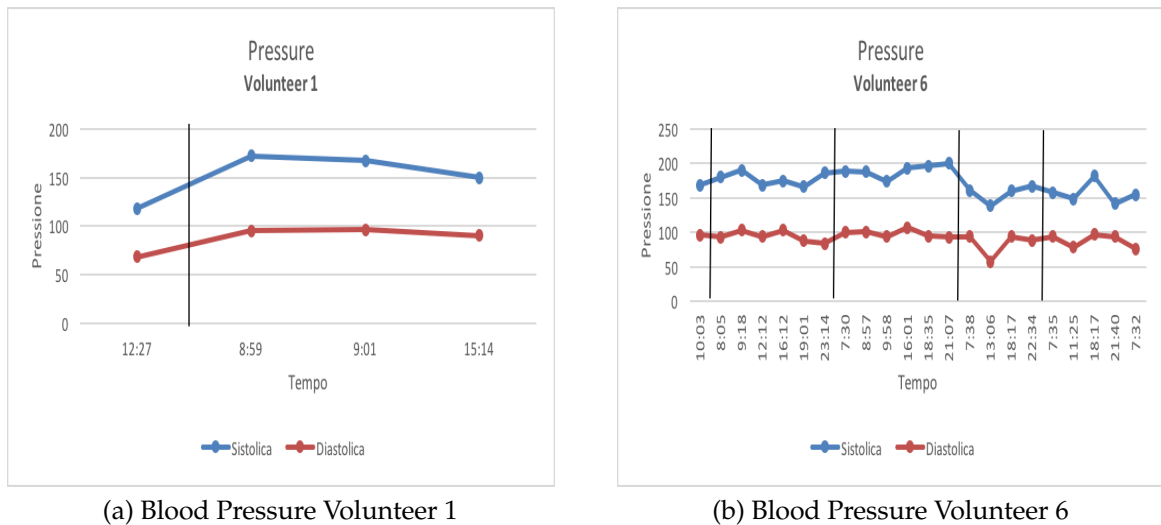 Pressure
Volunteer 1
200
150
100
50
0
Pressione
12:27 8:59 9:01 15:14
Tempo
Sistolica Diastolica
(a) Blood Pressure Volunteer 1
Pressure
Volunteer 6
250
200
150
100
50
0
Pressione
10:03 8:05 9:18 12:12 16:12 19:01 23:14 7:30 8:57 9:58 16:01 18:35 21:07 7:38 13:06 18:17 22:34 7:35 11:25 18:17 21:40 7:32
Tempo
Sistolica Diastolica
(b) Blood Pressure Volunteer 6